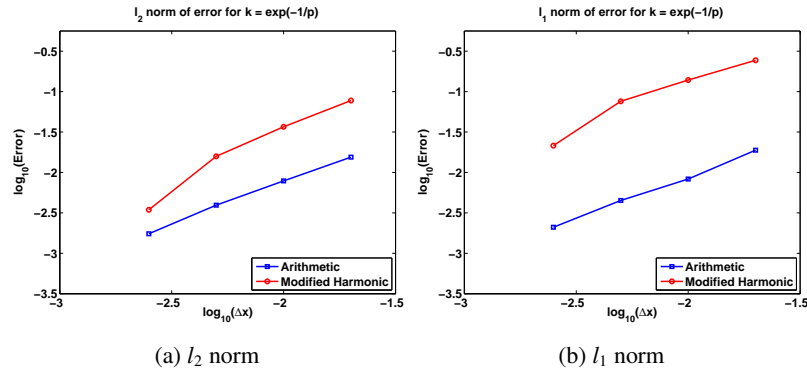 l₂ norm of error for k = exp(−1/p)
−0.5
−1
−1.5
−2
−2.5
−3
−3.5
log₁₀(Error)
−3
−2.5
−2
−1.5
log₁₀(Δx)
Arithmetic
Modified Harmonic
(a) l₂ norm
l₁ norm of error for k = exp(−1/p)
−0.5
−1
−1.5
−2
−2.5
−3
−3.5
log₁₀(Error)
−3
−2.5
−2
−1.5
log₁₀(Δx)
Arithmetic
Modified Harmonic
(b) l₁ norm